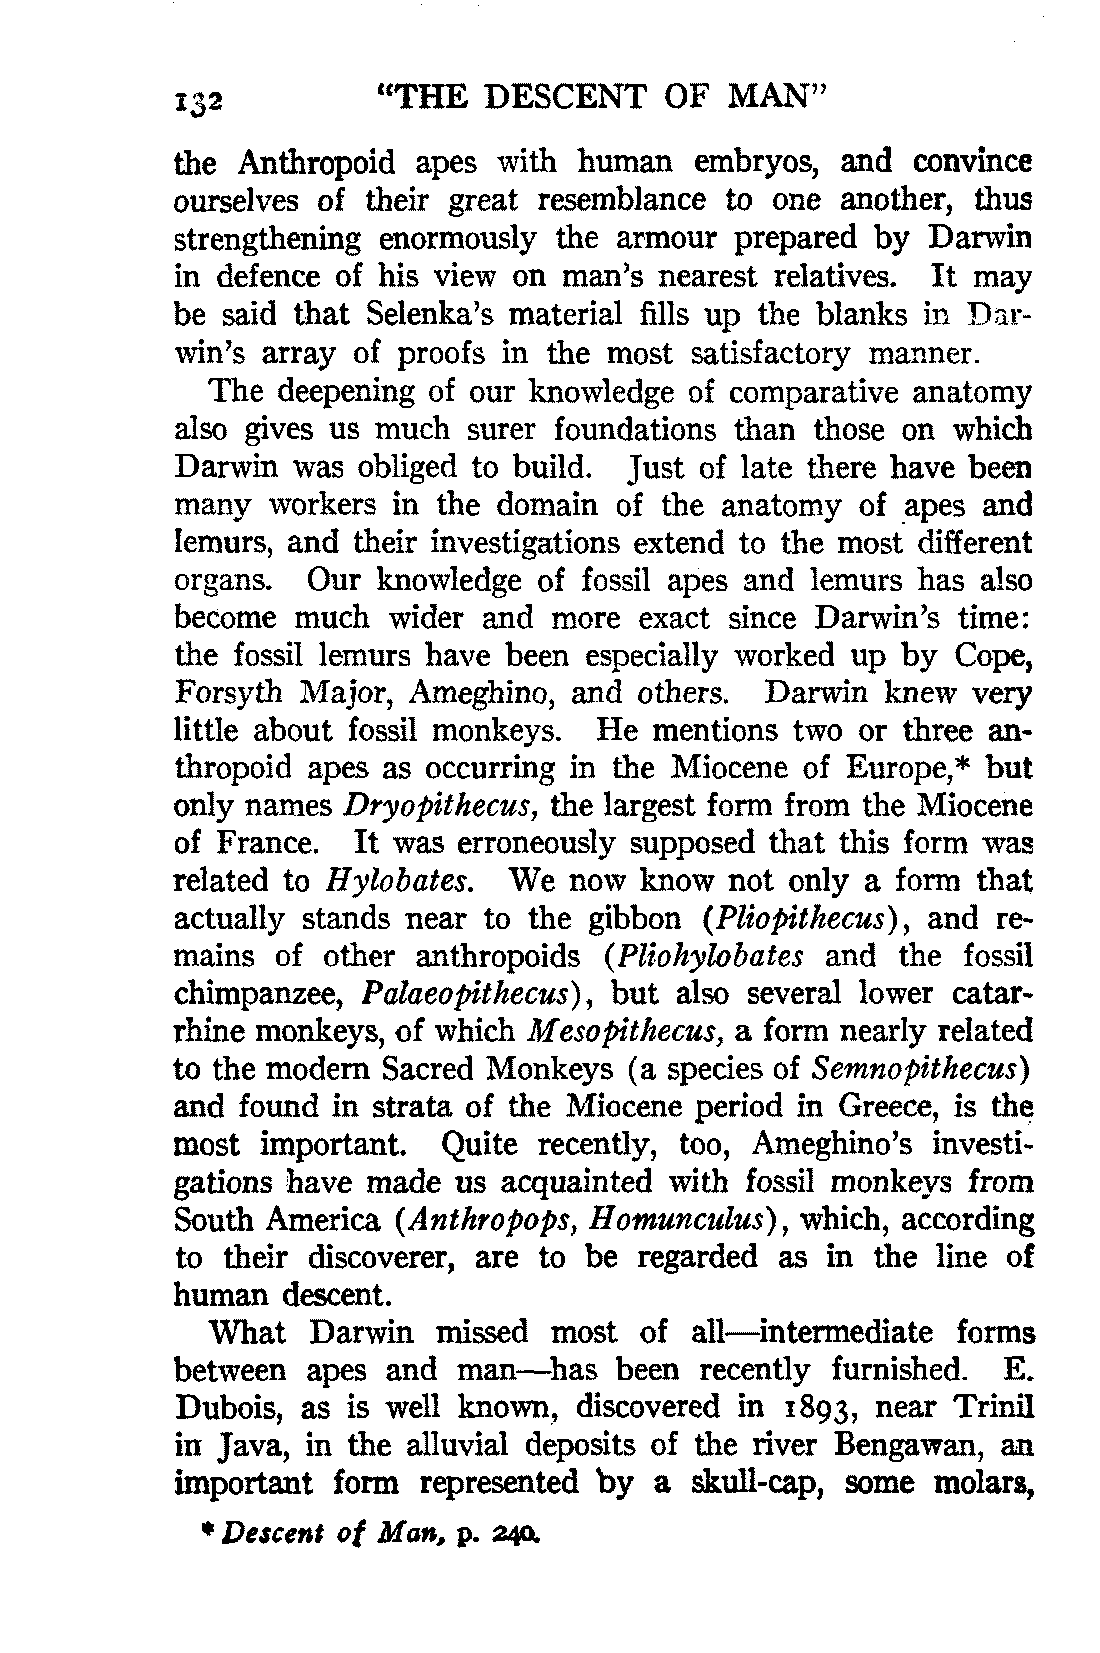 132 "THE DESCENT OF MAN"
the Anthropoid apes with human embryos, and convince
ourselves of their great resemblance to one another, thus
strengthening enormously the armour prepared by Darwin
in defence of his view on man's nearest relatives. It may
be said that Selenka's material fills up the blanks in Dar-
win's array of proofs in the most satisfactory manner.
The deepening of our knowledge of comparative anatomy
also gives us much surer foundations than those on which
Darwin was obliged to build. Just of late there have been
many workers in the domain of the anatomy of apes and
lemurs, and their investigations extend to the most different
organs. Our knowledge of fossil apes and lemurs has also
become much wider and more exact since Darwin's time:
the fossil lemurs have been especially worked up by Cope,
Forsyth Major, Ameghino, and others. Darwin knew very
little about fossil monkeys. He mentions two or three an-
thropoid apes as occurring in the Miocene of Europe,* but
only names Dryopithecus, the largest form from the Miocene
of France. It was erroneously supposed that this form was
related to Hylobates. We now know not only a form that
actually stands near to the gibbon (Pliopithecus), and re-
mains of other anthropoids (Pliohylobates and the fossil
chimpanzee, Palaeopithecus), but also several lower catar-
rhine monkeys, of which Mesopithecus, a form nearly related
to the modern Sacred Monkeys (a species of Semnopithecus)
and found in strata of the Miocene period in Greece, is the
most important. Quite recently, too, Ameghino's investi-
gations have made us acquainted with fossil monkeys from
South America (Anthropops, Homunculus), which, according
to their discoverer, are to be regarded as in the line of
human descent.
What Darwin missed most of all—intermediate forms
between apes and man—has been recently furnished. E.
Dubois, as is well known, discovered in 1893, near Trinil
in Java, in the alluvial deposits of the river Bengawan, an
important form represented by a skull-cap, some molars,
* Descent of Man, p. 240.